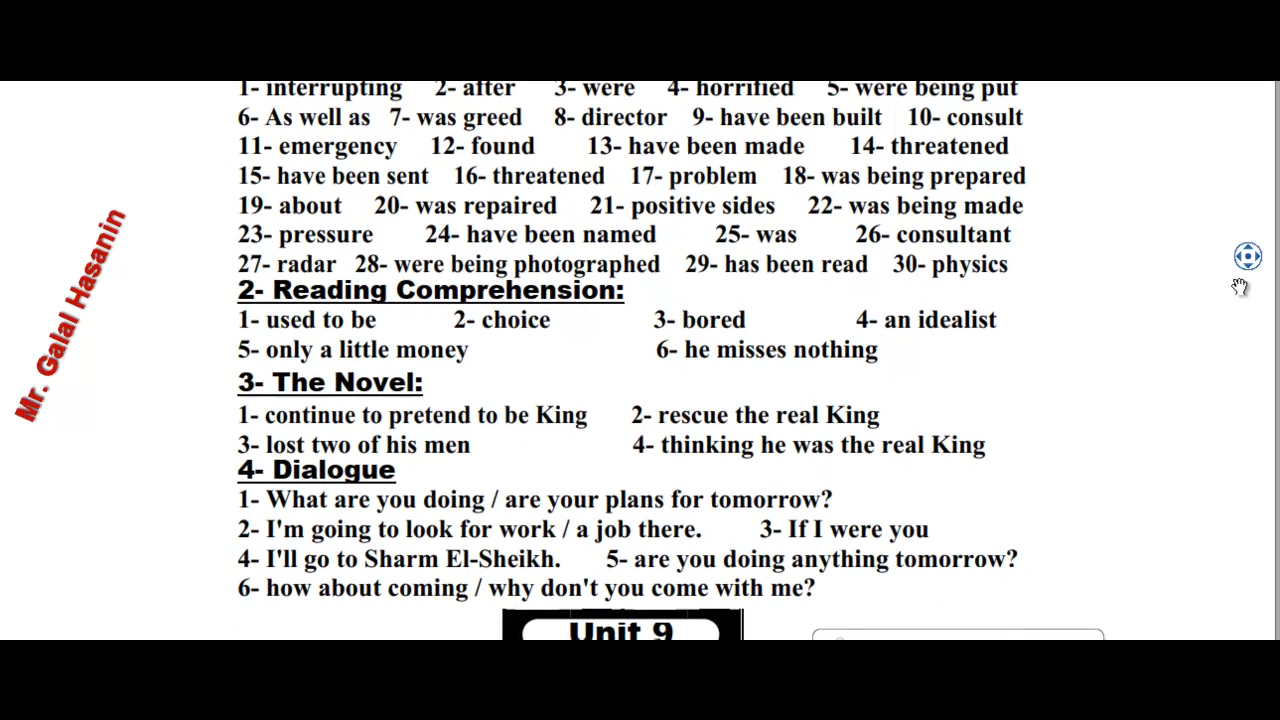 1- interrupting 2- after 3- were 4- horrified 5- were being put
6- As well as 7- was greed 8- director 9- have been built 10- consult
11- emergency 12- found 13- have been made 14- threatened
15- have been sent 16- threatened 17- problem 18- was being prepared
19- about 20- was repaired 21- positive sides 22- was being made
23- pressure 24- have been named 25- was 26- consultant
27- radar 28- were being photographed 29- has been read 30- physics
2- Reading Comprehension:
1- used to be 2- choice 3- bored 4- an idealist
5- only a little money 6- he misses nothing
3- The Novel:
1- continue to pretend to be King 2- rescue the real King
3- lost two of his men 4- thinking he was the real King
4- Dialogue
1- What are you doing / are your plans for tomorrow?
2- I'm going to look for work / a job there. 3- If I were you
4- I'll go to Sharm El-Sheikh. 5- are you doing anything tomorrow?
6- how about coming / why don't you come with me?
Unit 9
Mr. Galal Hasanin